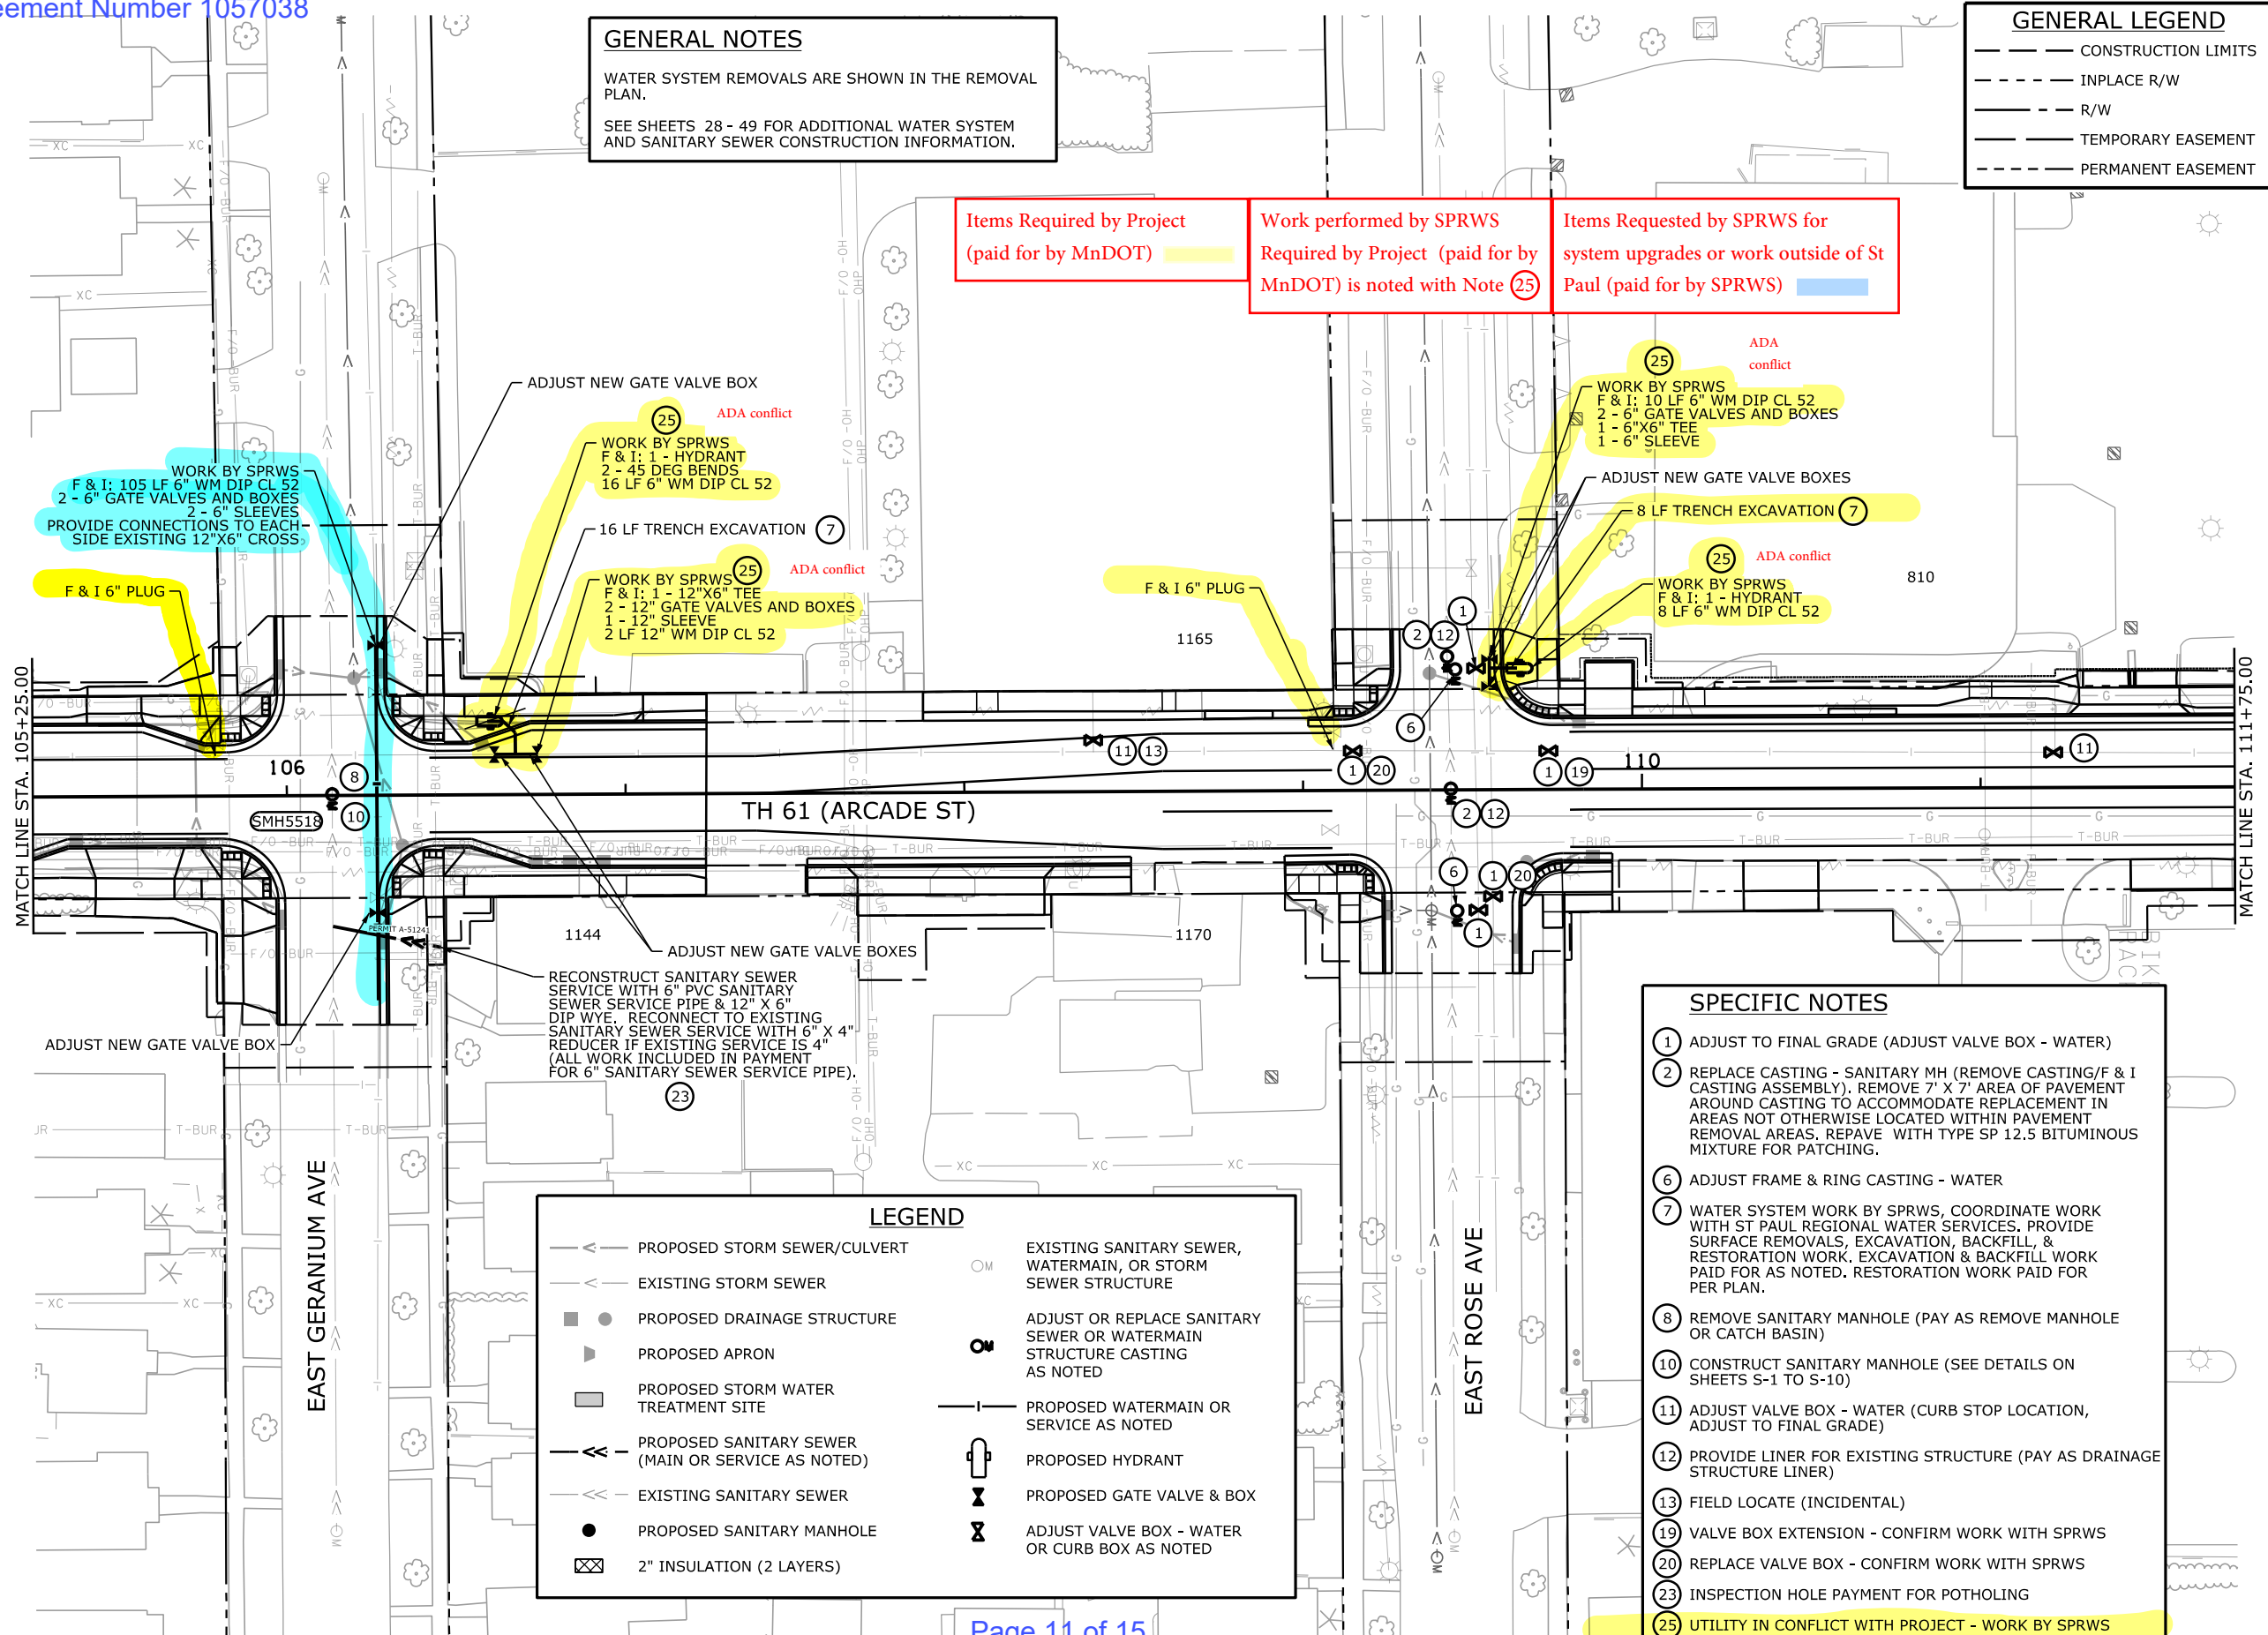 eement Number 1057038
GENERAL NOTES
WATER SYSTEM REMOVALS ARE SHOWN IN THE REMOVAL
PLAN.
SEE SHEETS 28 - 49 FOR ADDITIONAL WATER SYSTEM
AND SANITARY SEWER CONSTRUCTION INFORMATION.
GENERAL LEGEND
CONSTRUCTION LIMITS
INPLACE R/W
R/W
TEMPORARY EASEMENT
PERMANENT EASEMENT
Items Required by Project
(paid for by MnDOT)
Work performed by SPRWS
Required by Project (paid for by
MnDOT) is noted with Note 25
Items Requested by SPRWS for
system upgrades or work outside of St
Paul (paid for by SPRWS)
ADJUST NEW GATE VALVE BOX
25 ADA conflict
WORK BY SPRWS
F & I: 1 - HYDRANT
2 - 45 DEG BENDS
16 LF 6" WM DIP CL 52
WORK BY SPRWS
F & I: 105 LF 6" WM DIP CL 52
2 - 6" GATE VALVES AND BOXES
2 - 6" SLEEVES
PROVIDE CONNECTIONS TO EACH
SIDE EXISTING 12"X6" CROSS
16 LF TRENCH EXCAVATION 7
WORK BY SPRWS 25 ADA conflict
F & I: 1 - 12"X6" TEE
2 - 12" GATE VALVES AND BOXES
1 - 12" SLEEVE
2 LF 12" WM DIP CL 52
F & I 6" PLUG
25 ADA
conflict
WORK BY SPRWS
F & I: 10 LF 6" WM DIP CL 52
2 - 6" GATE VALVES AND BOXES
1 - 6"X6" TEE
1 - 6" SLEEVE
ADJUST NEW GATE VALVE BOXES
8 LF TRENCH EXCAVATION 7
25 ADA conflict
WORK BY SPRWS
F & I: 1 - HYDRANT
8 LF 6" WM DIP CL 52
F & I 6" PLUG
810
1165
1
2 12
6
11 13
1 20
1 19
110
11
106
8
SMH5518
10
TH 61 (ARCADE ST)
2 12
6
1 20
1
MATCH LINE STA. 105+25.00
MATCH LINE STA. 111+75.00
PERMIT A-51241
1144
1170
ADJUST NEW GATE VALVE BOXES
RECONSTRUCT SANITARY SEWER
SERVICE WITH 6" PVC SANITARY
SEWER SERVICE PIPE & 12" X 6"
DIP WYE. RECONNECT TO EXISTING
SANITARY SEWER SERVICE WITH 6" X 4"
REDUCER IF EXISTING SERVICE IS 4"
(ALL WORK INCLUDED IN PAYMENT
FOR 6" SANITARY SEWER SERVICE PIPE).
23
ADJUST NEW GATE VALVE BOX
EAST GERANIUM AVE
EAST ROSE AVE
LEGEND
PROPOSED STORM SEWER/CULVERT
EXISTING STORM SEWER
PROPOSED DRAINAGE STRUCTURE
PROPOSED APRON
PROPOSED STORM WATER
TREATMENT SITE
PROPOSED SANITARY SEWER
(MAIN OR SERVICE AS NOTED)
EXISTING SANITARY SEWER
PROPOSED SANITARY MANHOLE
2" INSULATION (2 LAYERS)
EXISTING SANITARY SEWER,
WATERMAIN, OR STORM
SEWER STRUCTURE
ADJUST OR REPLACE SANITARY
SEWER OR WATERMAIN
STRUCTURE CASTING
AS NOTED
PROPOSED WATERMAIN OR
SERVICE AS NOTED
PROPOSED HYDRANT
PROPOSED GATE VALVE & BOX
ADJUST VALVE BOX - WATER
OR CURB BOX AS NOTED
SPECIFIC NOTES
1 ADJUST TO FINAL GRADE (ADJUST VALVE BOX - WATER)
2 REPLACE CASTING - SANITARY MH (REMOVE CASTING/F & I
CASTING ASSEMBLY). REMOVE 7' X 7' AREA OF PAVEMENT
AROUND CASTING TO ACCOMMODATE REPLACEMENT IN
AREAS NOT OTHERWISE LOCATED WITHIN PAVEMENT
REMOVAL AREAS. REPAVE WITH TYPE SP 12.5 BITUMINOUS
MIXTURE FOR PATCHING.
6 ADJUST FRAME & RING CASTING - WATER
7 WATER SYSTEM WORK BY SPRWS, COORDINATE WORK
WITH ST PAUL REGIONAL WATER SERVICES. PROVIDE
SURFACE REMOVALS, EXCAVATION, BACKFILL, &
RESTORATION WORK. EXCAVATION & BACKFILL WORK
PAID FOR AS NOTED. RESTORATION WORK PAID FOR
PER PLAN.
8 REMOVE SANITARY MANHOLE (PAY AS REMOVE MANHOLE
OR CATCH BASIN)
10 CONSTRUCT SANITARY MANHOLE (SEE DETAILS ON
SHEETS S-1 TO S-10)
11 ADJUST VALVE BOX - WATER (CURB STOP LOCATION,
ADJUST TO FINAL GRADE)
12 PROVIDE LINER FOR EXISTING STRUCTURE (PAY AS DRAINAGE
STRUCTURE LINER)
13 FIELD LOCATE (INCIDENTAL)
19 VALVE BOX EXTENSION - CONFIRM WORK WITH SPRWS
20 REPLACE VALVE BOX - CONFIRM WORK WITH SPRWS
23 INSPECTION HOLE PAYMENT FOR POTHOLING
25 UTILITY IN CONFLICT WITH PROJECT - WORK BY SPRWS
Page 11 of 15